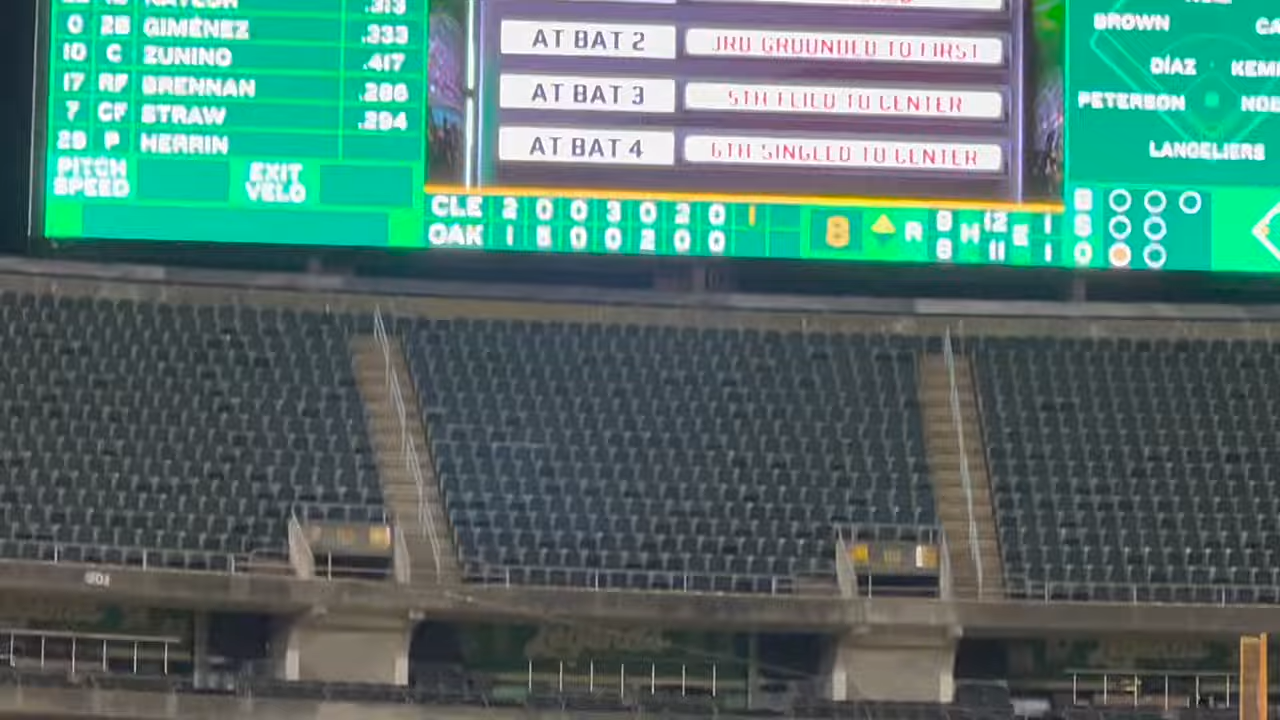 .313
0 2B GIMÉNEZ .333
10 C ZUNINO .417
17 RF BRENNAN .286
7 CF STRAW .294
29 P HERRIN
PITCH SPEED
EXIT VELO
AT BAT 2 3RD GROUNDED TO FIRST
AT BAT 3 5TH FLIED TO CENTER
AT BAT 4 6TH SINGLED TO CENTER
CLE 2 0 0 3 0 2 0 1
OAK 1 5 0 0 2 0 0
8
R H 12 E 1
11 1
B
S
O
BROWN
DÍAZ
PETERSON
LANGELIERS